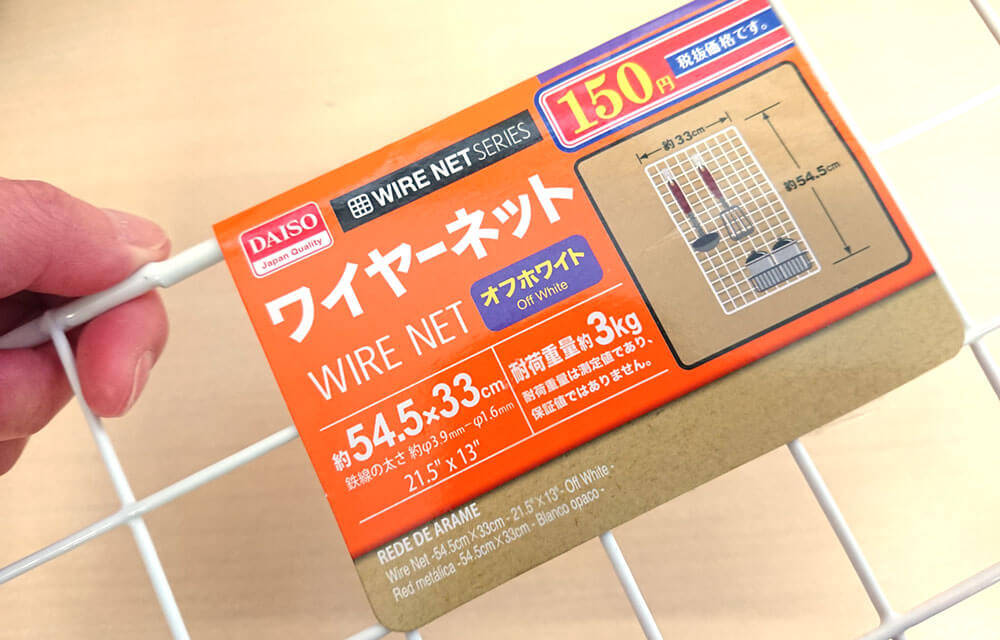 150円
税抜価格です。
WIRE NET SERIES
DAISO
Japan Quality
ワイヤーネット
WIRE NET
オフホワイト
Off White
約54.5×33cm
鉄線の太さ 約φ3.9mm−φ1.6mm
21.5" x 13"
耐荷重量約3kg
耐荷重量は測定値であり、
保証値ではありません。
約33cm
約54.5cm
REDE DE ARAME
Wire Net -54.5cm X 33cm - 21.5" X 13"- Off White -
Red metálica -54.5cm X 33cm - Blanco opaco -